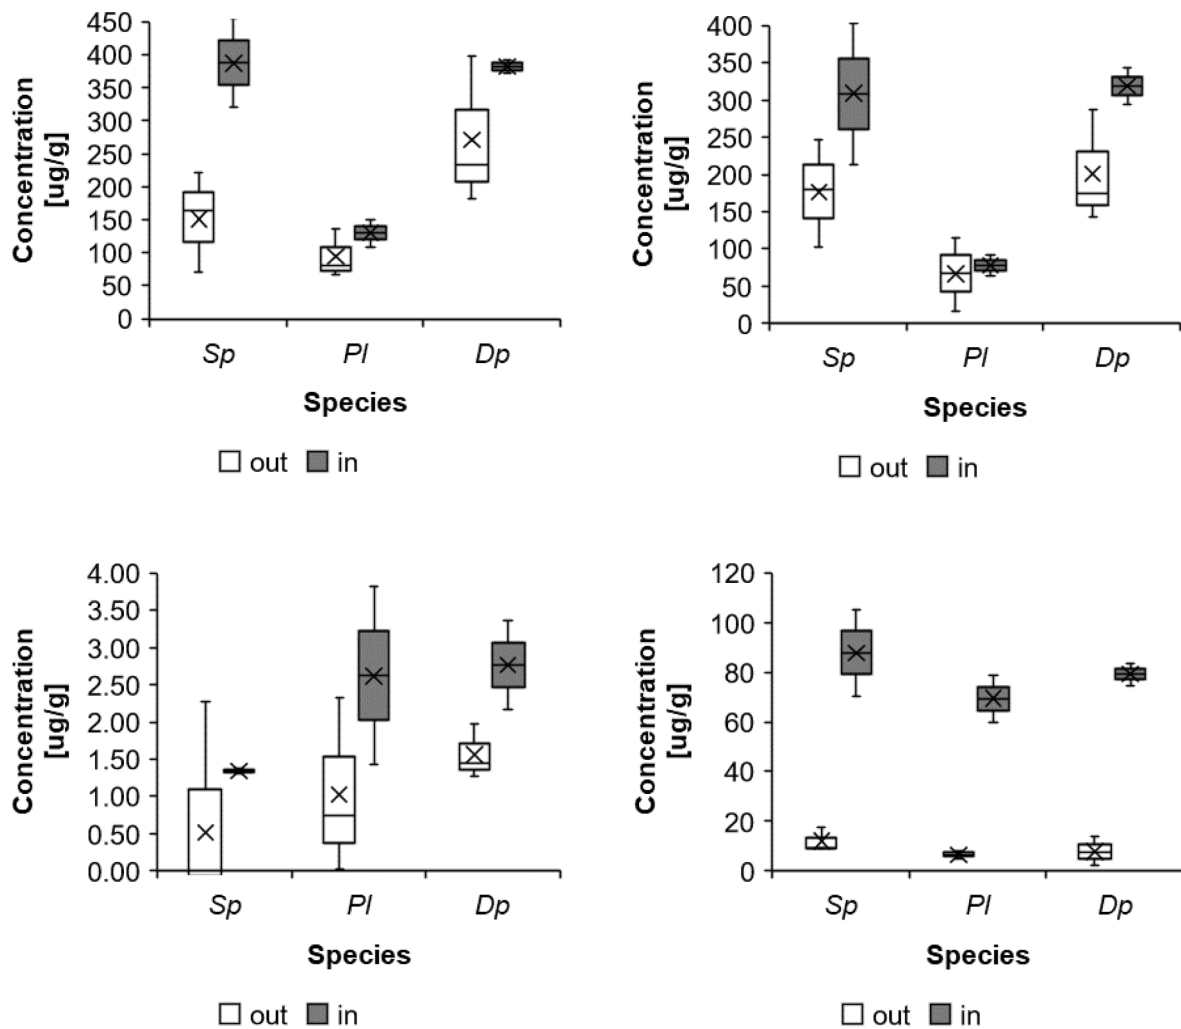 450
400
350
300
250
200
150
100
50
0
Concentration
[ug/g]
Sp Pl Dp
Species
out in
400
350
300
250
200
150
100
50
0
Concentration
[ug/g]
Sp Pl Dp
Species
out in
4.00
3.50
3.00
2.50
2.00
1.50
1.00
0.50
0.00
Concentration
[ug/g]
Sp Pl Dp
Species
out in
120
100
80
60
40
20
0
Concentration
[ug/g]
Sp Pl Dp
Species
out in